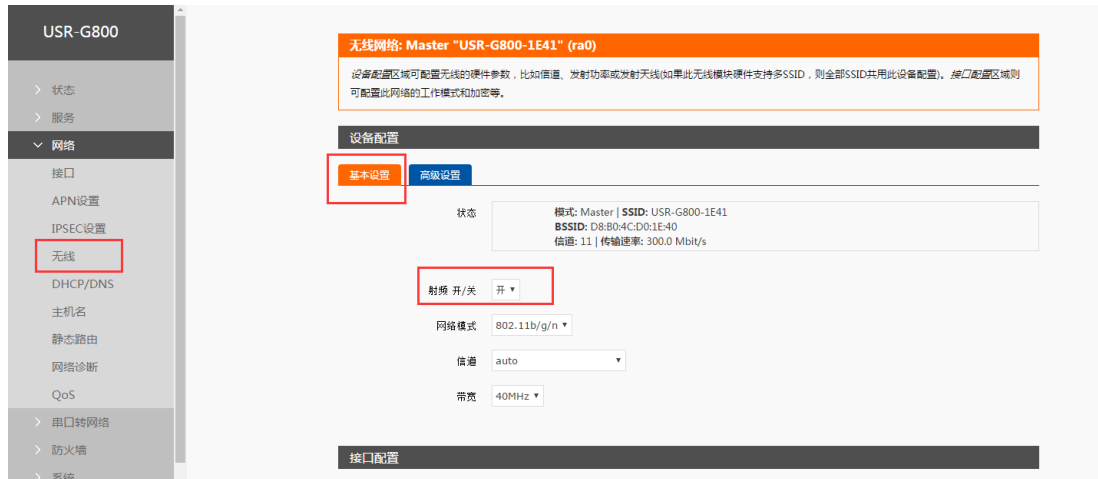 USR-G800
状态
服务
网络
接口
APN设置
IPSEC设置
无线
DHCP/DNS
主机名
静态路由
网络诊断
QoS
串口转网络
防火墙
系统
无线网络: Master "USR-G800-1E41" (ra0)
设备配置区域可配置无线的硬件参数，比如信道、发射功率或发射天线(如果此无线模块硬件支持多SSID，则全部SSID共用此设备配置)。接口配置区域则
可配置此网络的工作模式和加密等。
设备配置
基本设置 高级设置
状态
模式: Master | SSID: USR-G800-1E41
BSSID: D8:B0:4C:D0:1E:40
信道: 11 | 传输速率: 300.0 Mbit/s
射频 开/关 开
网络模式 802.11b/g/n
信道 auto
带宽 40MHz
接口配置